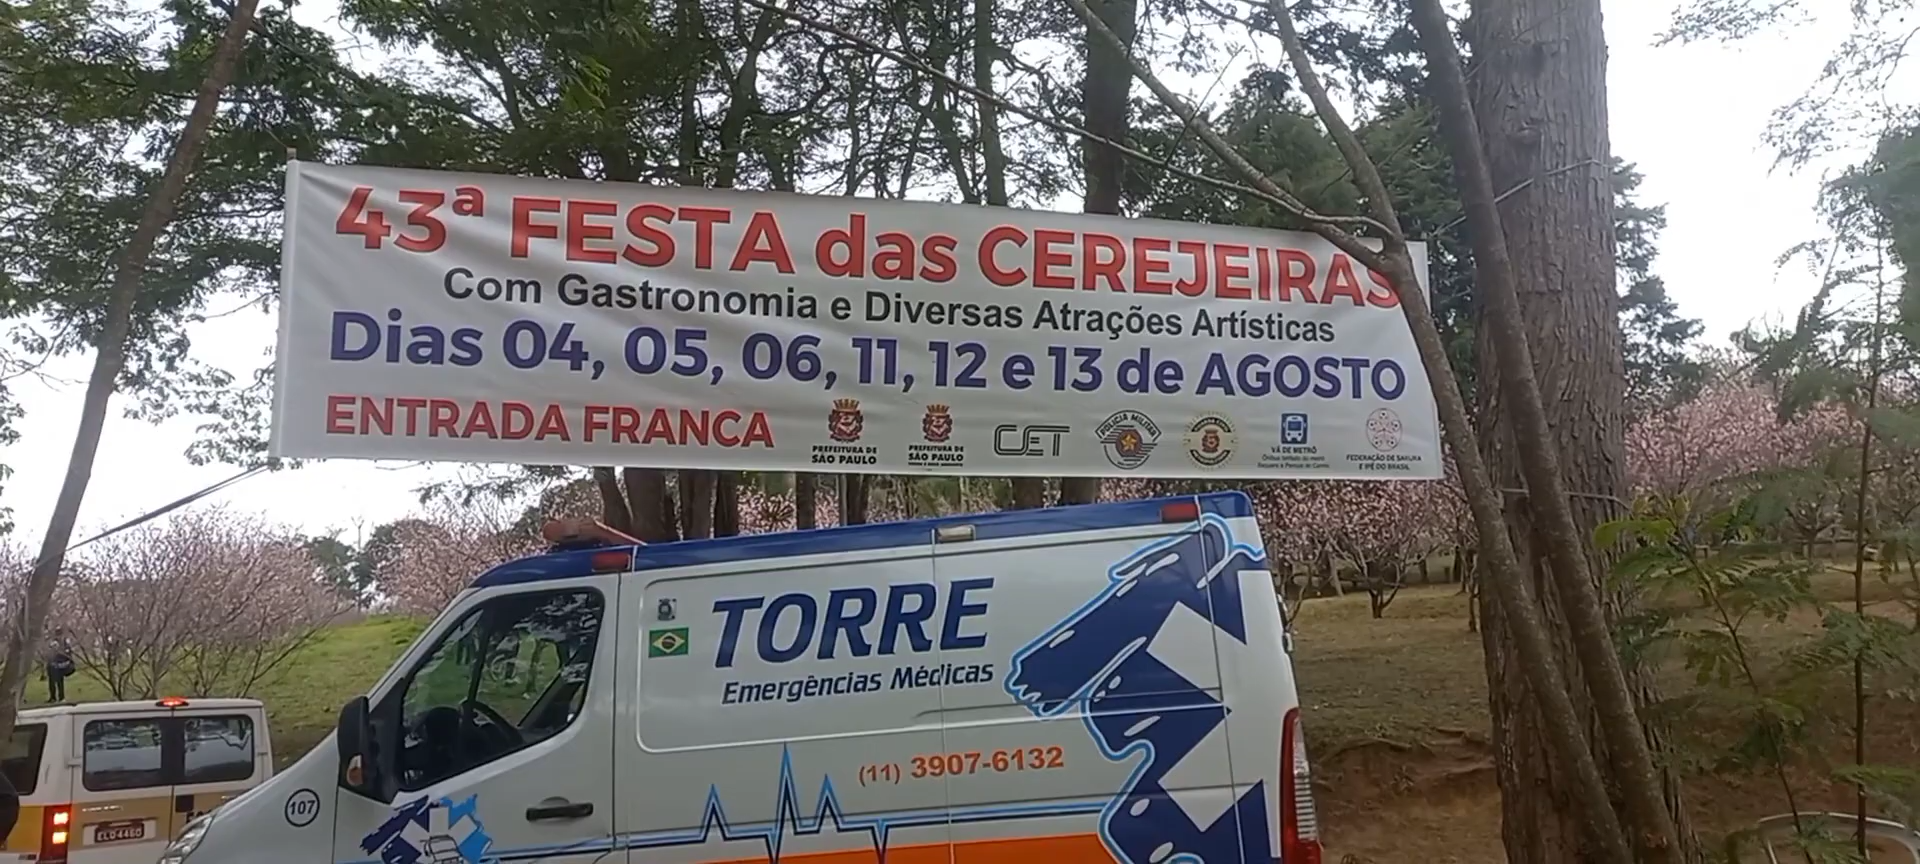 43ª FESTA das CEREJEIRAS
Com Gastronomia e Diversas Atrações Artísticas
Dias 04, 05, 06, 11, 12 e 13 de AGOSTO
ENTRADA FRANCA
PREFEITURA DE
SÃO PAULO
PREFEITURA DE
SÃO PAULO
CET
POLÍCIA MILITAR
VÁ DE METRÔ
FEDERAÇÃO DE SAKURA
E IPÊ DO BRASIL
TORRE
Emergências Médicas
(11) 3907-6132
107
ELQ4460